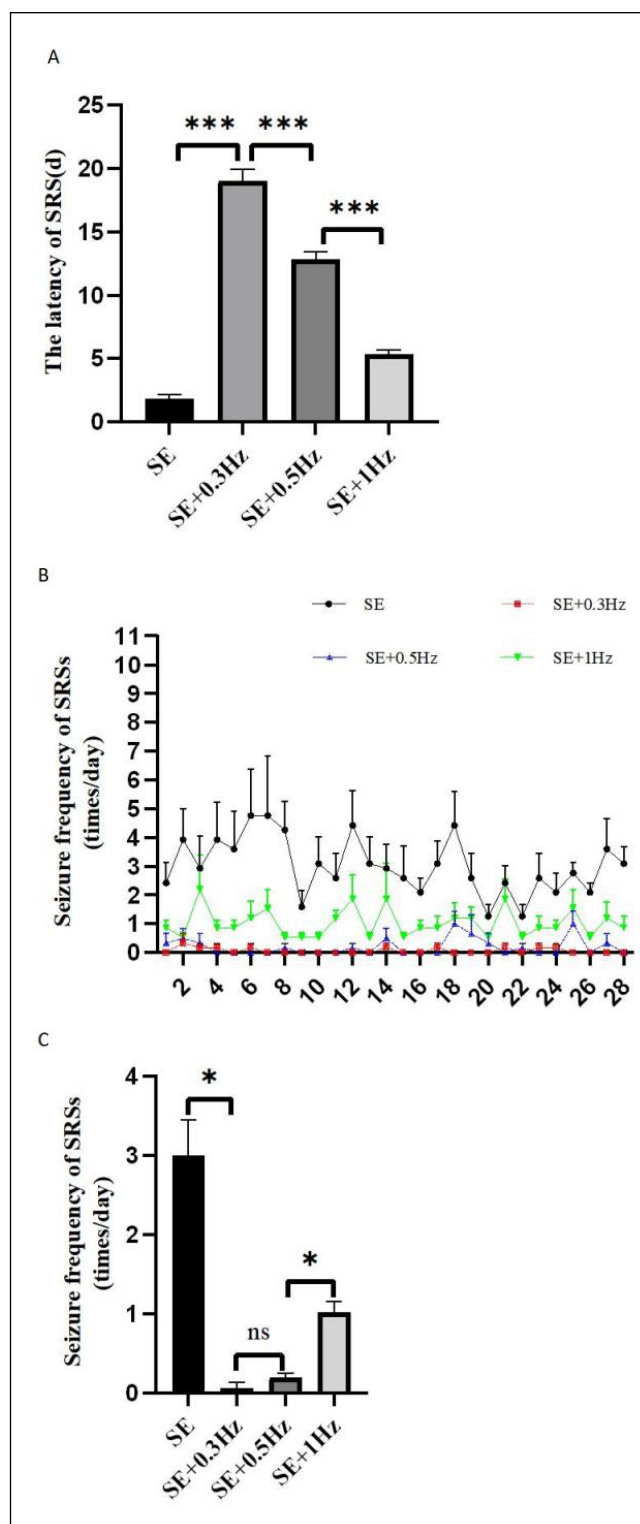 A
The latency of SRS(d)
25
20
15
10
5
0
*** ***
***
SE
SE+0.3Hz
SE+0.5Hz
SE+1Hz
B
SE
SE+0.3Hz
SE+0.5Hz
SE+1Hz
Seizure frequency of SRSs
(times/day)
11
10
9
8
7
6
5
4
3
2
1
0
2 4 6 8 10 12 14 16 18 20 22 24 26 28
C
Seizure frequency of SRSs
(times/day)
4
3
2
1
0
*
*
ns
SE
SE+0.3Hz
SE+0.5Hz
SE+1Hz